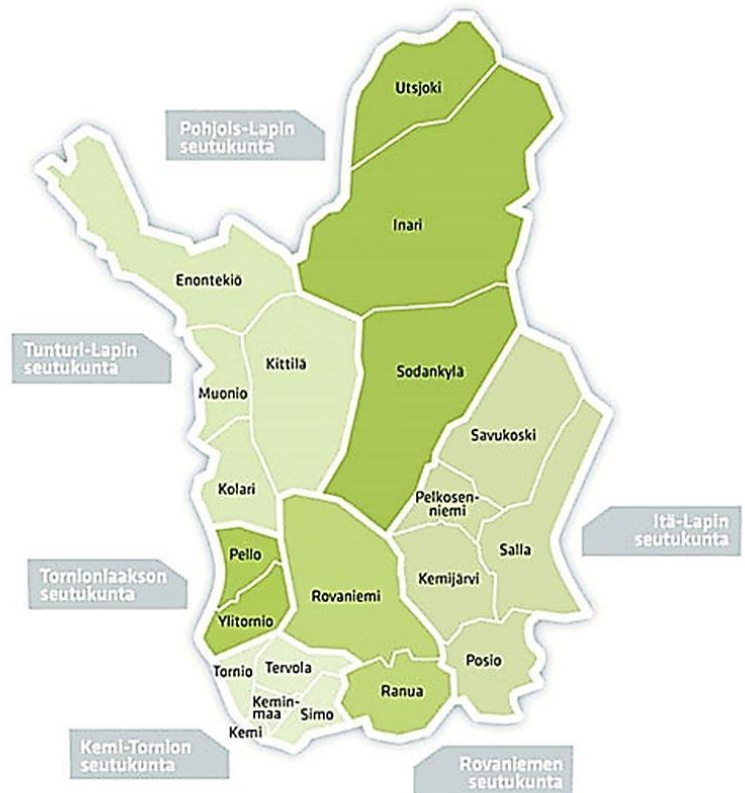 Utsjoki
Pohjois-Lapin
seutukunta
Inari
Enontekiö
Tunturi-Lapin
seutukunta
Kittilä
Sodankylä
Muonio
Savukoski
Kolari
Pelkosen-
niemi
Itä-Lapin
seutukunta
Salla
Pello
Kemijärvi
Tornionlaakson
seutukunta
Rovaniemi
Ylitornio
Posio
Tornio
Tervola
Ranua
Kemin-
maa
Simo
Kemi
Kemi-Tornion
seutukunta
Rovaniemen
seutukunta